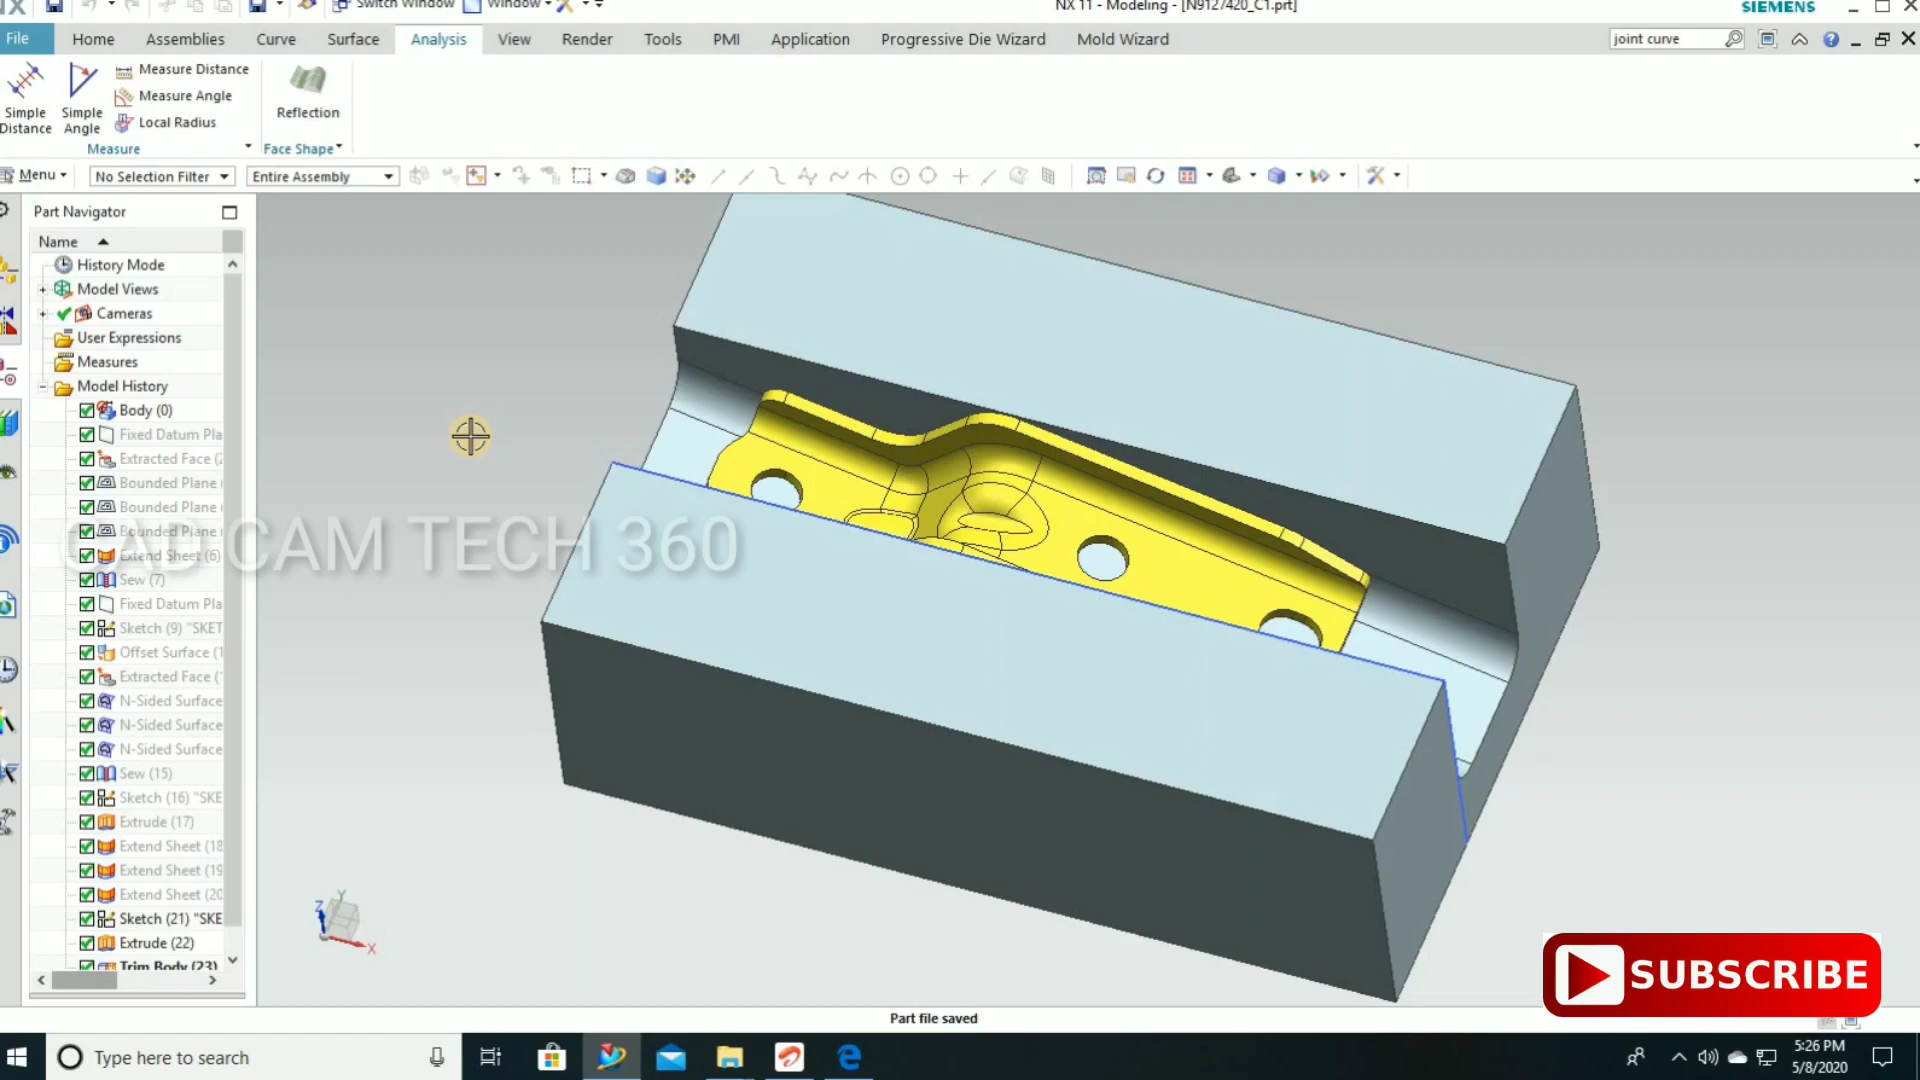 NX
Switch Window
Window
NX 11 - Modeling - [N9127420_C1.prt]
SIEMENS
File
Home
Assemblies
Curve
Surface
Analysis
View
Render
Tools
PMI
Application
Progressive Die Wizard
Mold Wizard
joint curve
Simple Distance
Simple Angle
Measure Distance
Measure Angle
Local Radius
Reflection
Measure
Face Shape
Menu
No Selection Filter
Entire Assembly
Part Navigator
Name
History Mode
Model Views
Cameras
User Expressions
Measures
Model History
Body (0)
Fixed Datum Pla
Extracted Face (2
Bounded Plane
Bounded Plane
Bounded Plane
Extend Sheet (6)
Sew (7)
Fixed Datum Pla
Sketch (9) "SKET
Offset Surface (1
Extracted Face (
N-Sided Surface
N-Sided Surface
N-Sided Surface
Sew (15)
Sketch (16) "SKE
Extrude (17)
Extend Sheet (18
Extend Sheet (19
Extend Sheet (20
Sketch (21) "SKE
Extrude (22)
Trim Body (23)
CAD CAM TECH 360
Z
Y
X
SUBSCRIBE
Part file saved
Type here to search
5:26 PM
5/8/2020